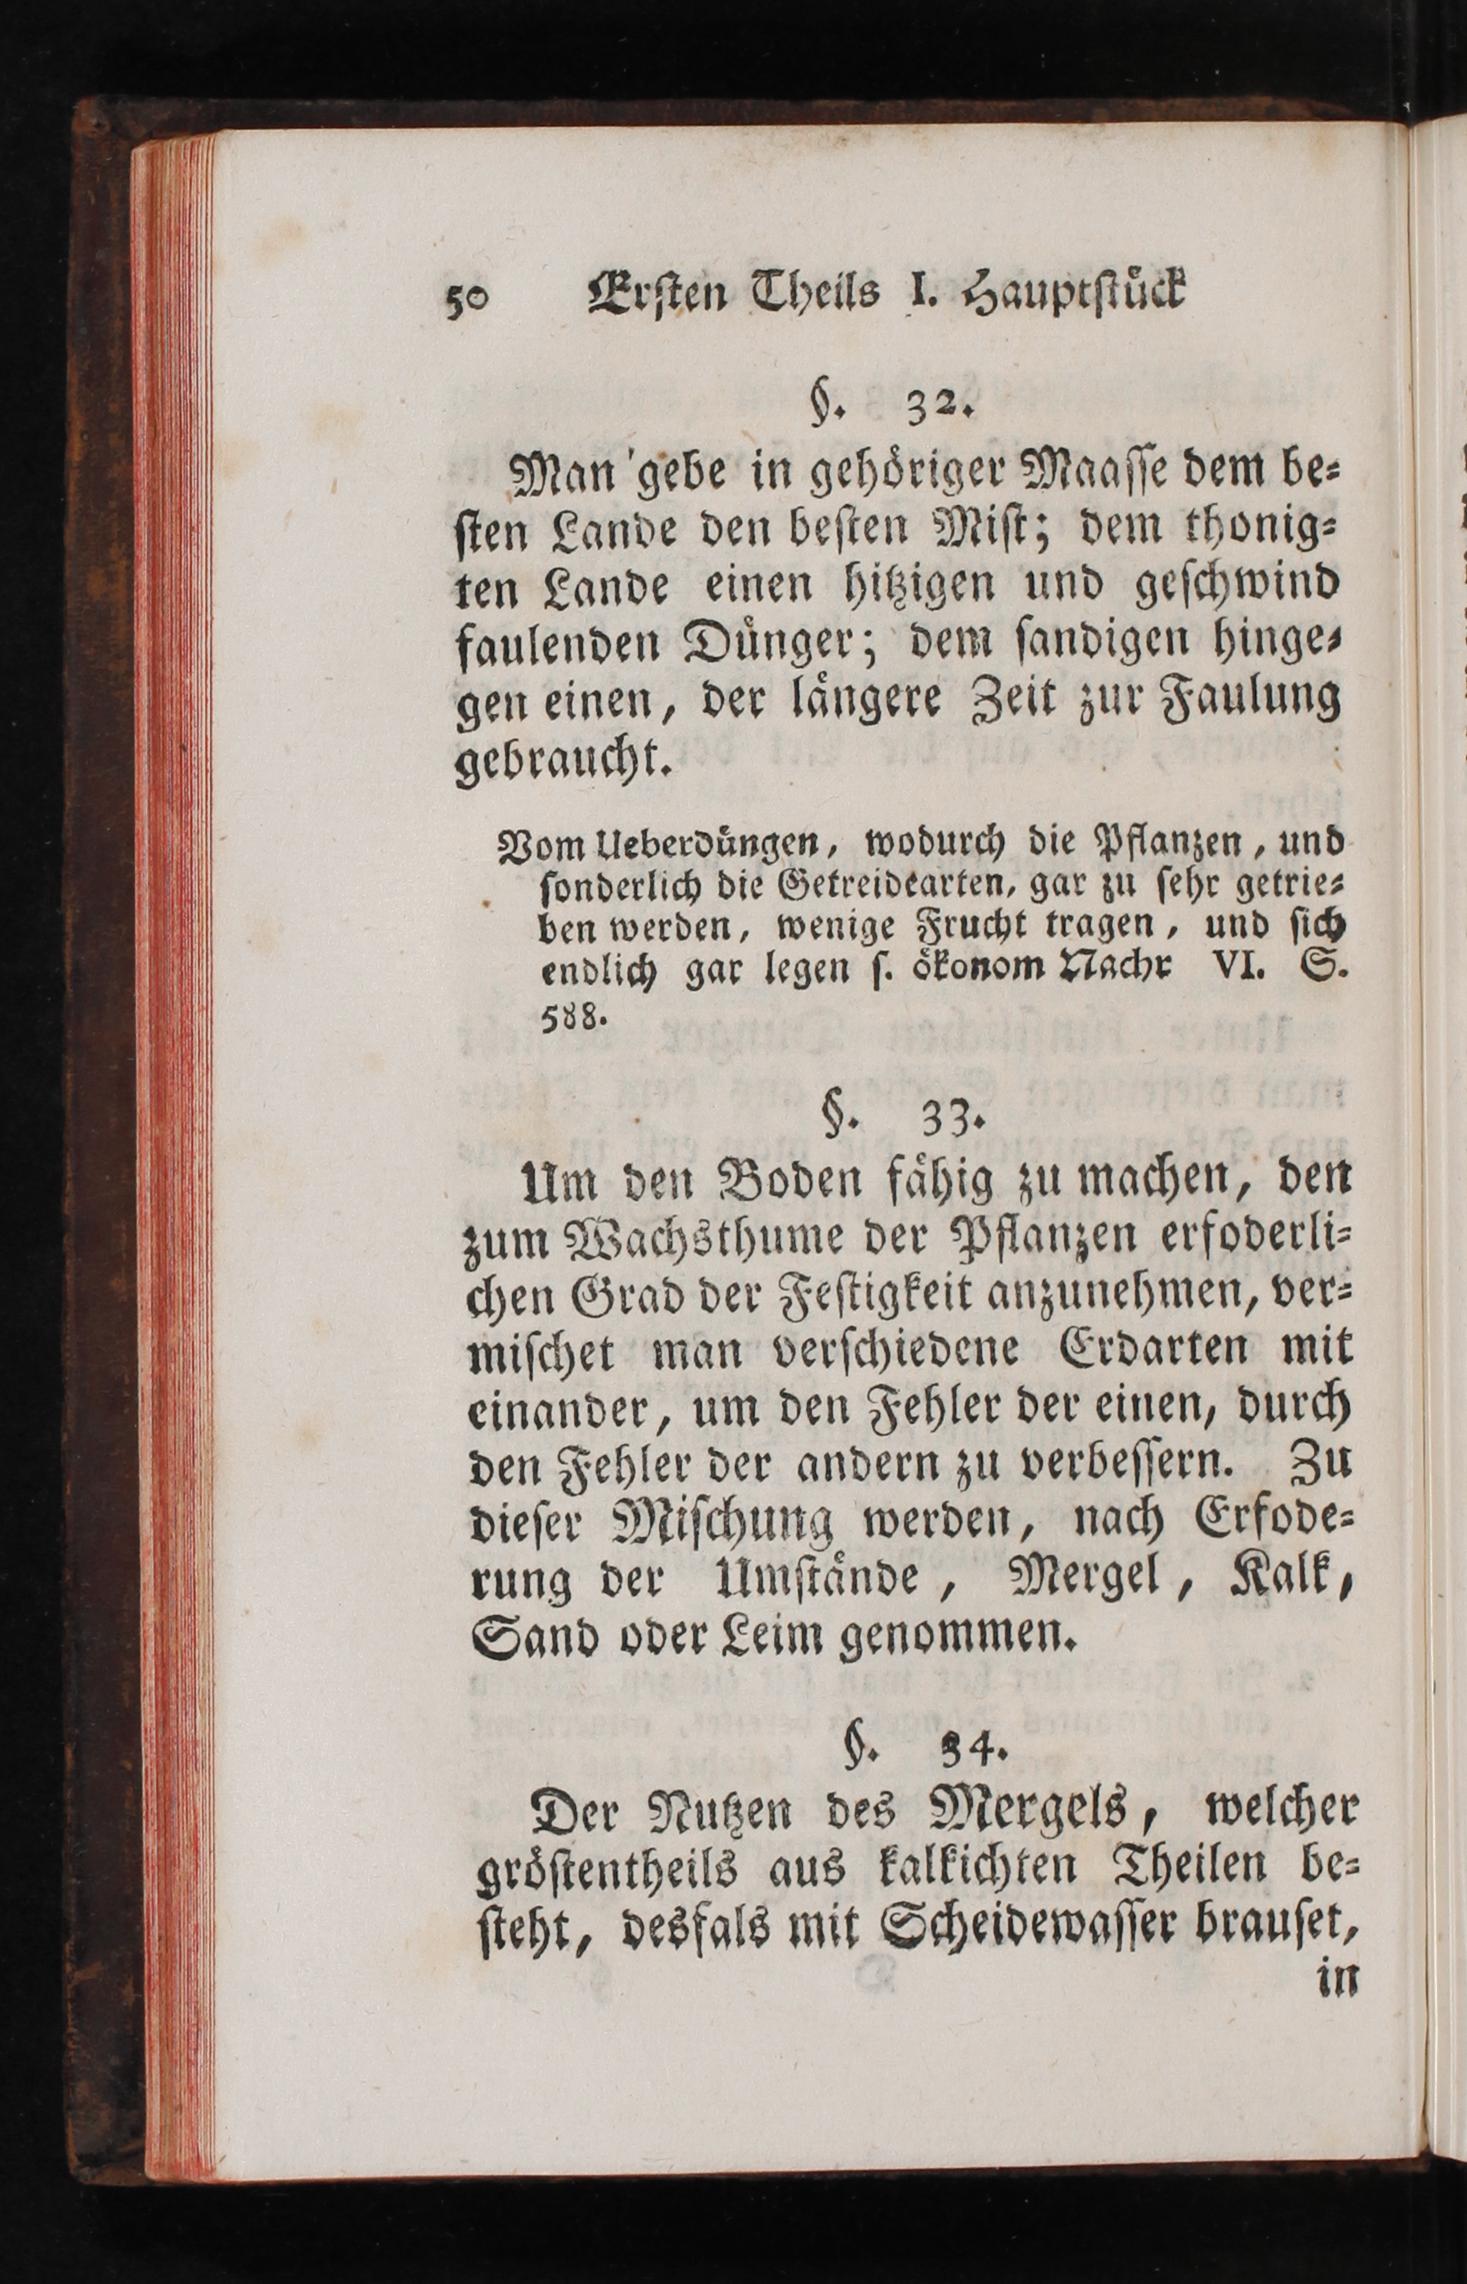 50 Erſten Theils I. Hauptſtück
§. 32.
Man gebe in gehöriger Maaſſe dem be⸗
ſten Lande den beſten Miſt; dem thonig⸗
ten Lande einen hitzigen und geſchwind
faulenden Dünger; dem ſandigen hinge⸗
gen einen, der längere Zeit zur Faulung
gebraucht.
Vom Ueberdüngen, wodurch die Pflanzen, und
ſonderlich die Getreidearten, gar zu ſehr getrie⸗
ben werden, wenige Frucht tragen, und ſich
endlich gar legen ſ. ökonom Nachr VI. S.
588.
§. 33.
Um den Boden fähig zu machen, den
zum Wachsthume der Pflanzen erfoderli⸗
chen Grad der Feſtigkeit anzunehmen, ver⸗
miſchet man verſchiedene Erdarten mit
einander, um den Fehler der einen, durch
den Fehler der andern zu verbeſſern. Zu
dieſer Miſchung werden, nach Erfode⸗
rung der Umſtände, Mergel, Kalk,
Sand oder Leim genommen.
§. 34.
Der Nutzen des Mergels, welcher
gröſtentheils aus kalkichten Theilen be⸗
ſteht, desfals mit Scheidewaſſer brauſet,
in